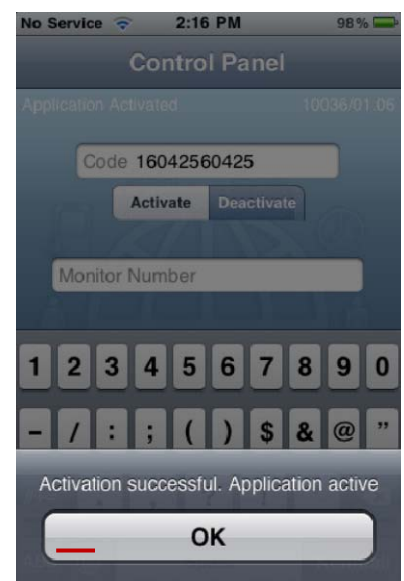 No Service 2:16 PM 98%
Control Panel
Application Activated 10036/01.06
Code 16042560425
Activate Deactivate
Monitor Number
1 2 3 4 5 6 7 8 9 0
- / : ; ( ) $ & @ "
Activation successful. Application active
OK